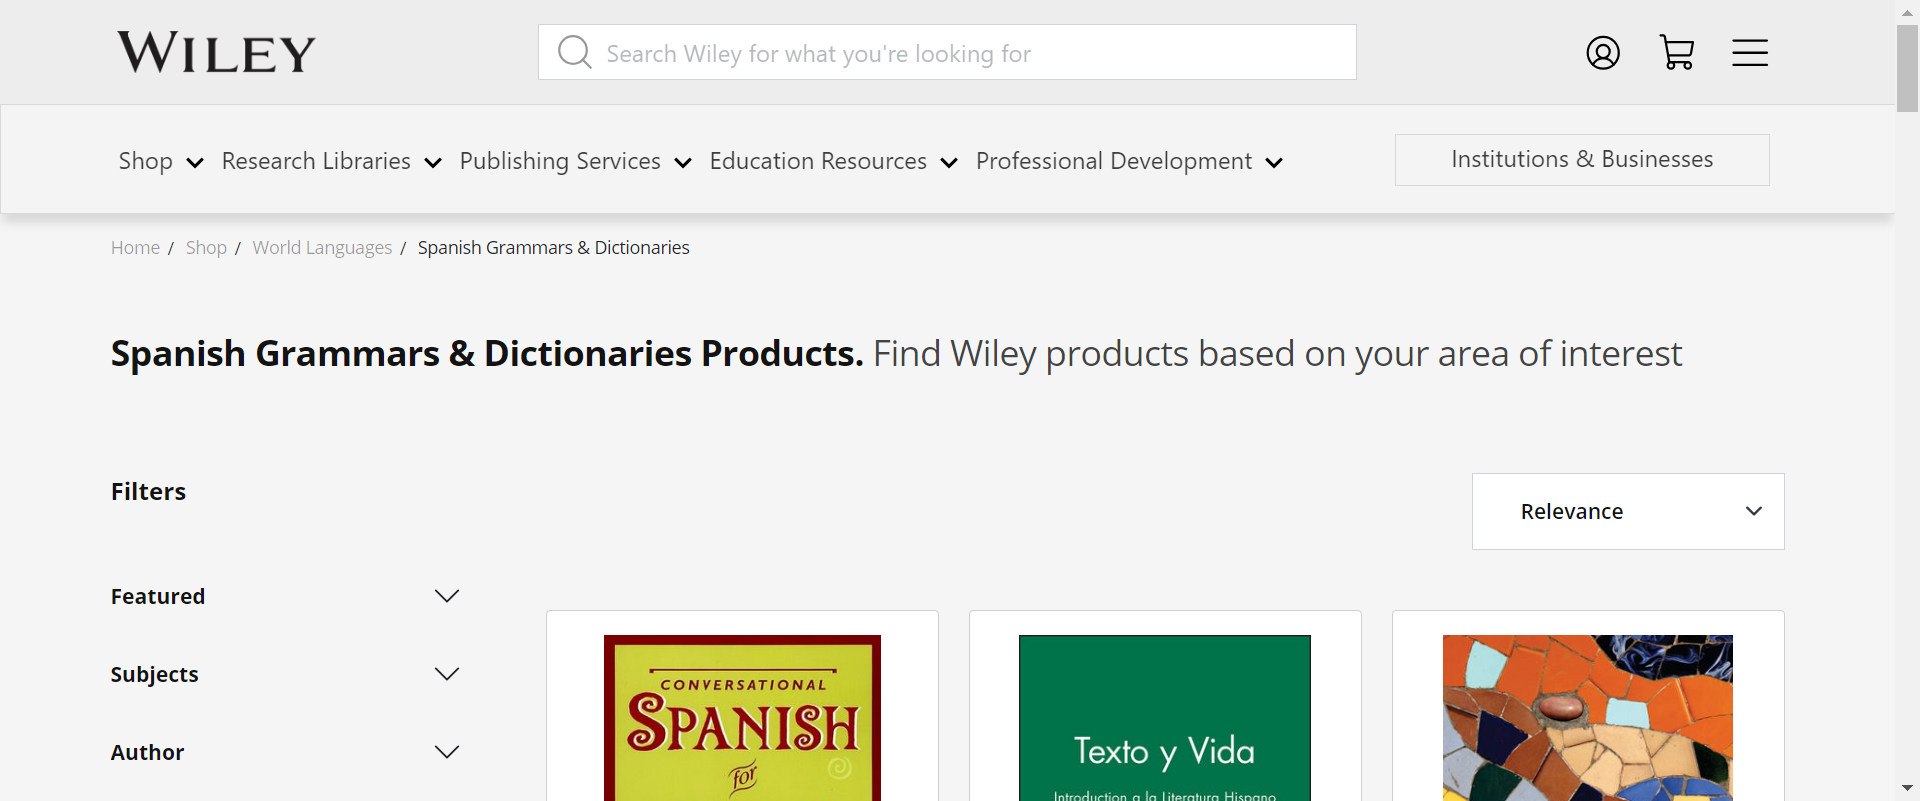 WILEY
Search Wiley for what you're looking for
Shop Research Libraries Publishing Services Education Resources Professional Development Institutions & Businesses
Home / Shop / World Languages / Spanish Grammars & Dictionaries
Spanish Grammars & Dictionaries Products. Find Wiley products based on your area of interest
Filters
Relevance
Featured
Subjects
Author
CONVERSATIONAL
SPANISH
for
Texto y Vida
Introduction a la Literatura Hispano